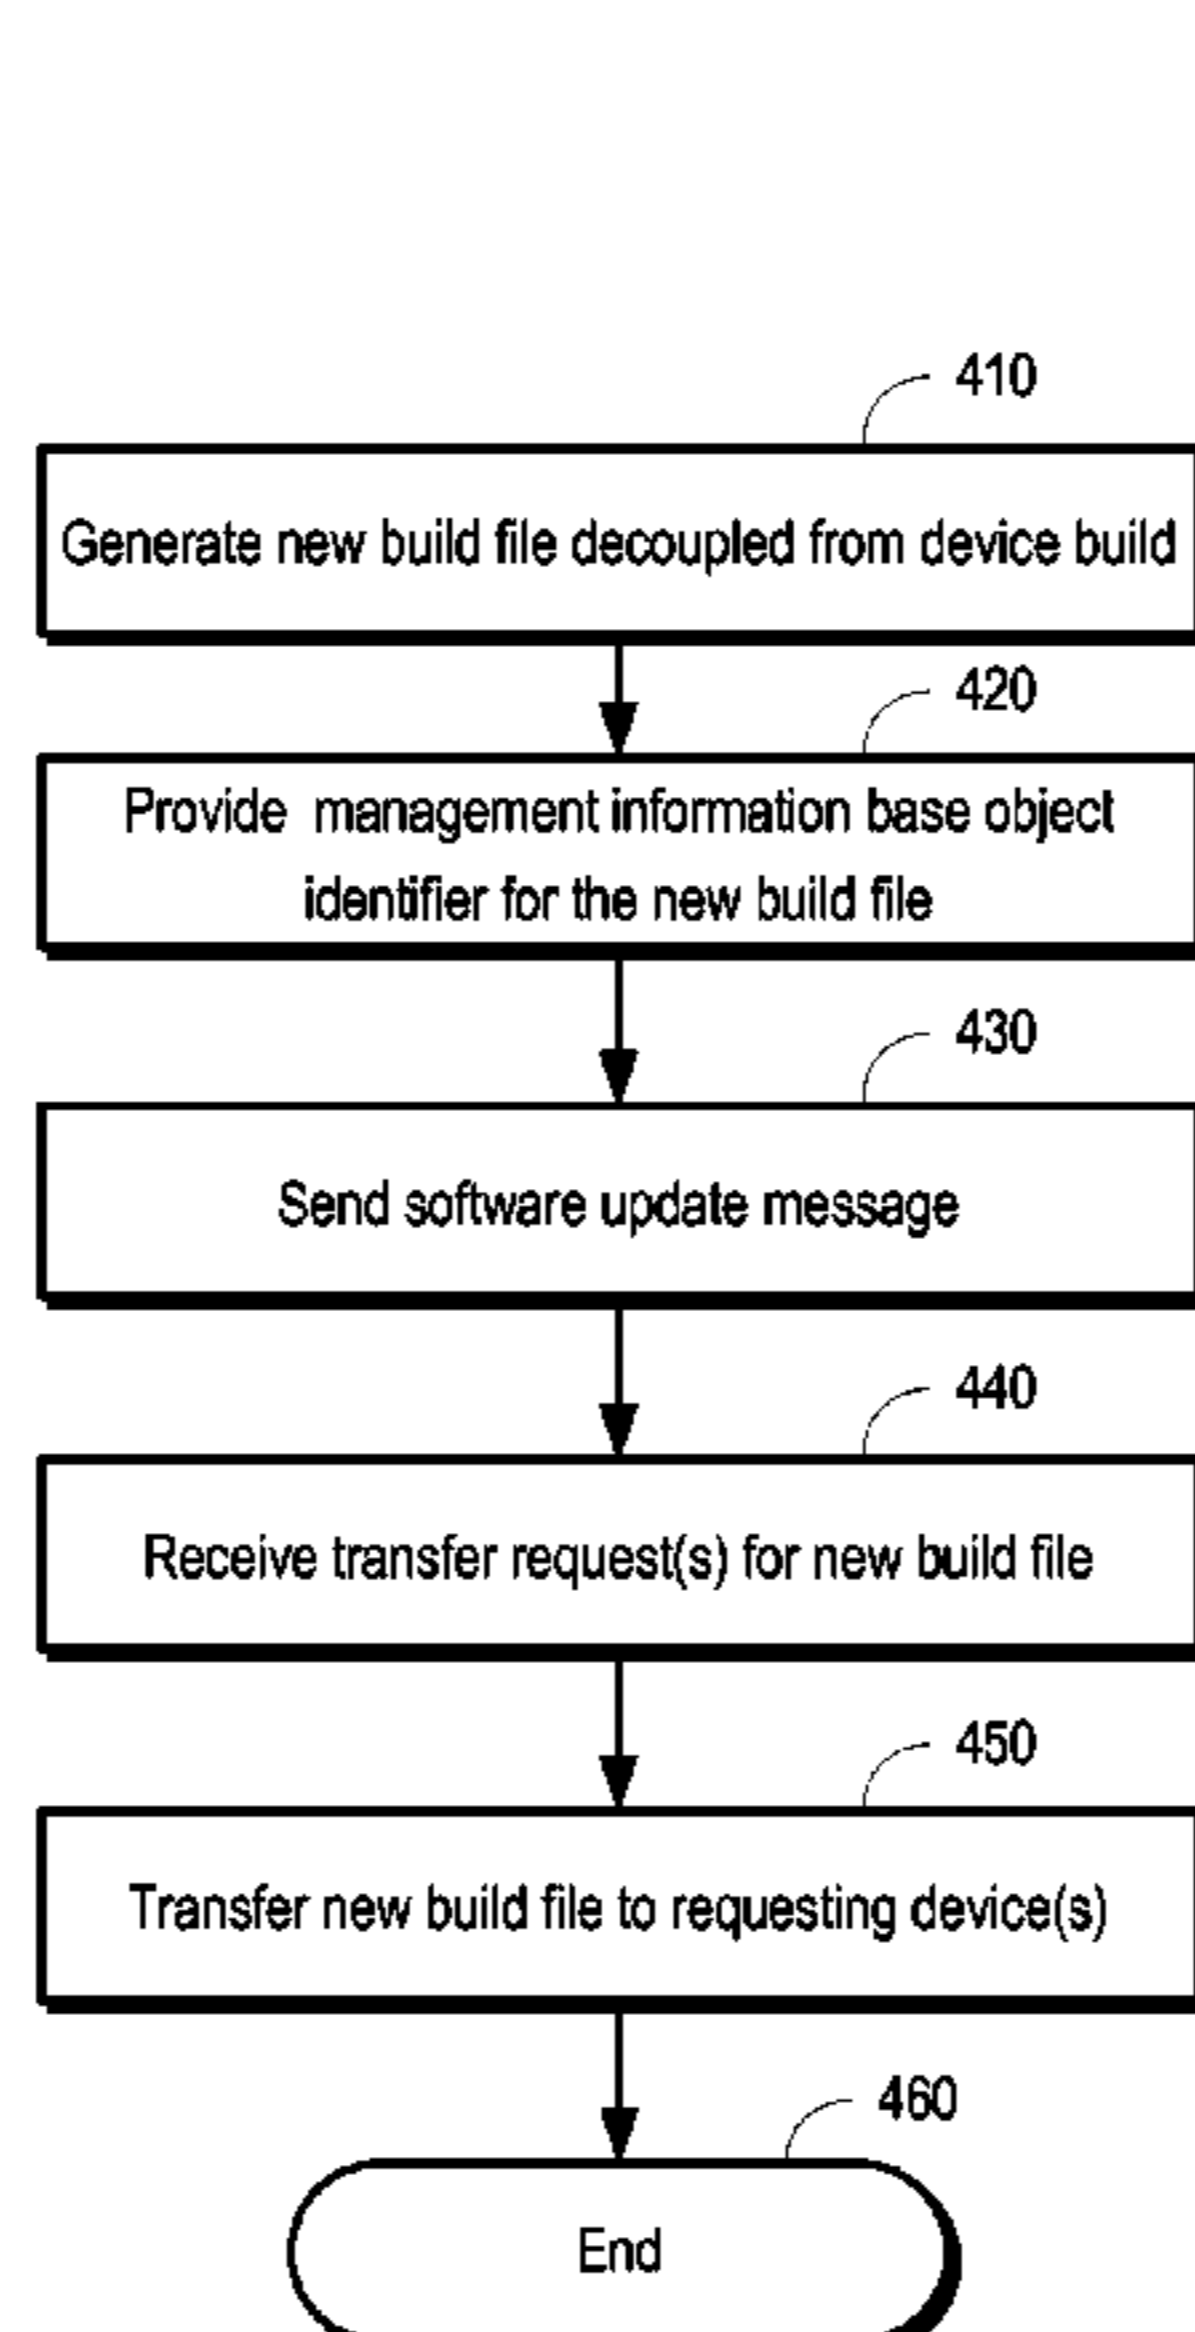 410
Generate new build file decoupled from device build
420
Provide management information base object
identifier for the new build file
430
Send software update message
440
Receive transfer request(s) for new build file
450
Transfer new build file to requesting device(s)
460
End